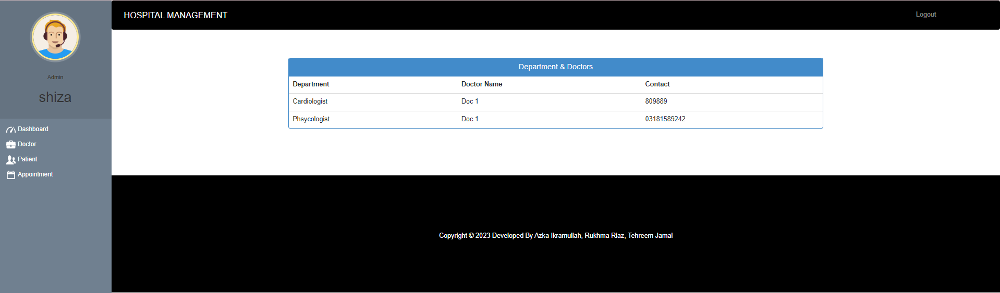 HOSPITAL MANAGEMENT
Logout
Admin
shiza
Dashboard
Doctor
Patient
Appointment
Department & Doctors
Department Doctor Name Contact
Cardiologist Doc 1 809889
Phsycologist Doc 1 03181589242
Copyright © 2023 Developed By Azka Ikramullah, Rukhma Riaz, Tehreem Jamal